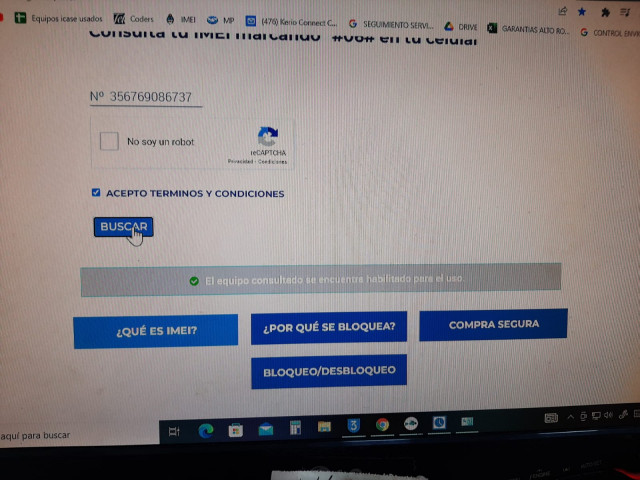 Equipos icase usados
Coders
IMEI
MP
(476) Kerio Connect C...
SEGUIMIENTO SERVI...
DRIVE
GARANTIAS ALTO RO...
CONTROL ENVI
Consulta tu IMEI marcando *#06# en tu celular
Nº 356769086737
No soy un robot
reCAPTCHA
Privacidad - Condiciones
ACEPTO TERMINOS Y CONDICIONES
BUSCAR
El equipo consultado se encuentra habilitado para el uso
¿QUÉ ES IMEI?
¿POR QUÉ SE BLOQUEA?
COMPRA SEGURA
BLOQUEO/DESBLOQUEO
aquí para buscar